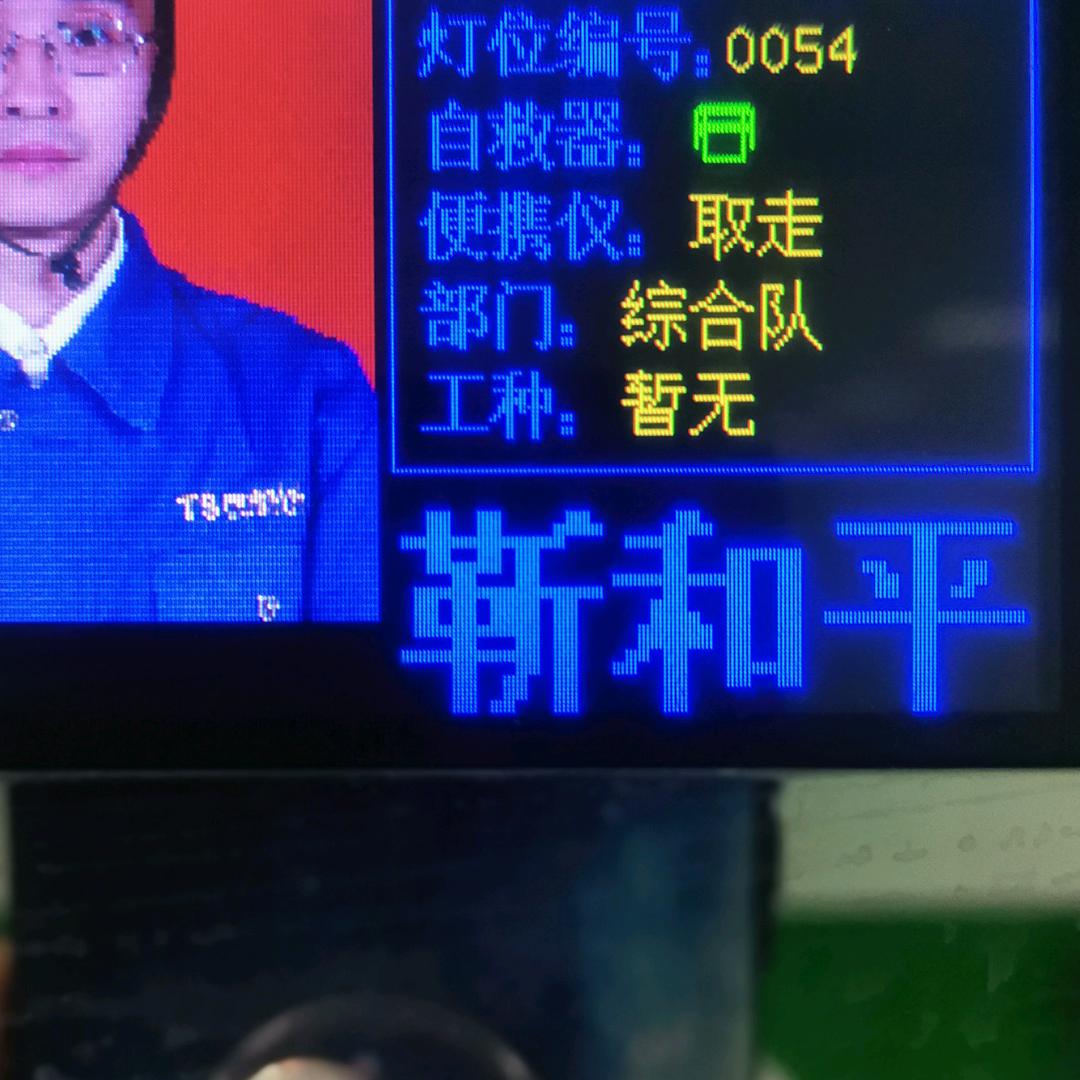 灯位编号:0054
自救器:
便携仪: 取走
部门: 综合队
工种: 暂无
靳和平